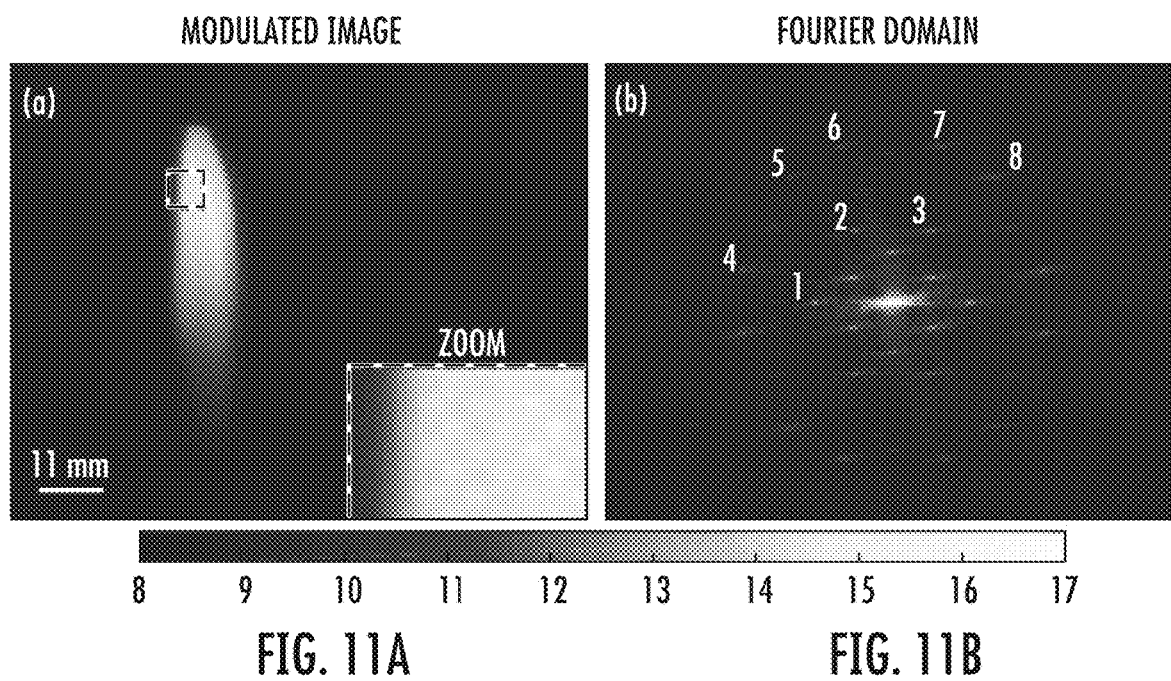 MODULATED IMAGE
FOURIER DOMAIN
(a)
ZOOM
11 mm
(b)
6
7
5
8
2
3
4
1
8 9 10 11 12 13 14 15 16 17
FIG. 11A
FIG. 11B